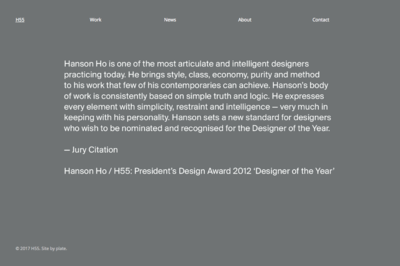 H55
Work
News
About
Contact
Hanson Ho is one of the most articulate and intelligent designers
practicing today. He brings style, class, economy, purity and method
to his work that few of his contemporaries can achieve. Hanson's body
of work is consistently based on simple truth and logic. He expresses
every element with simplicity, restraint and intelligence — very much in
keeping with his personality. Hanson sets a new standard for designers
who wish to be nominated and recognised for the Designer of the Year.
— Jury Citation
Hanson Ho / H55: President's Design Award 2012 ‘Designer of the Year’
© 2017 H55. Site by